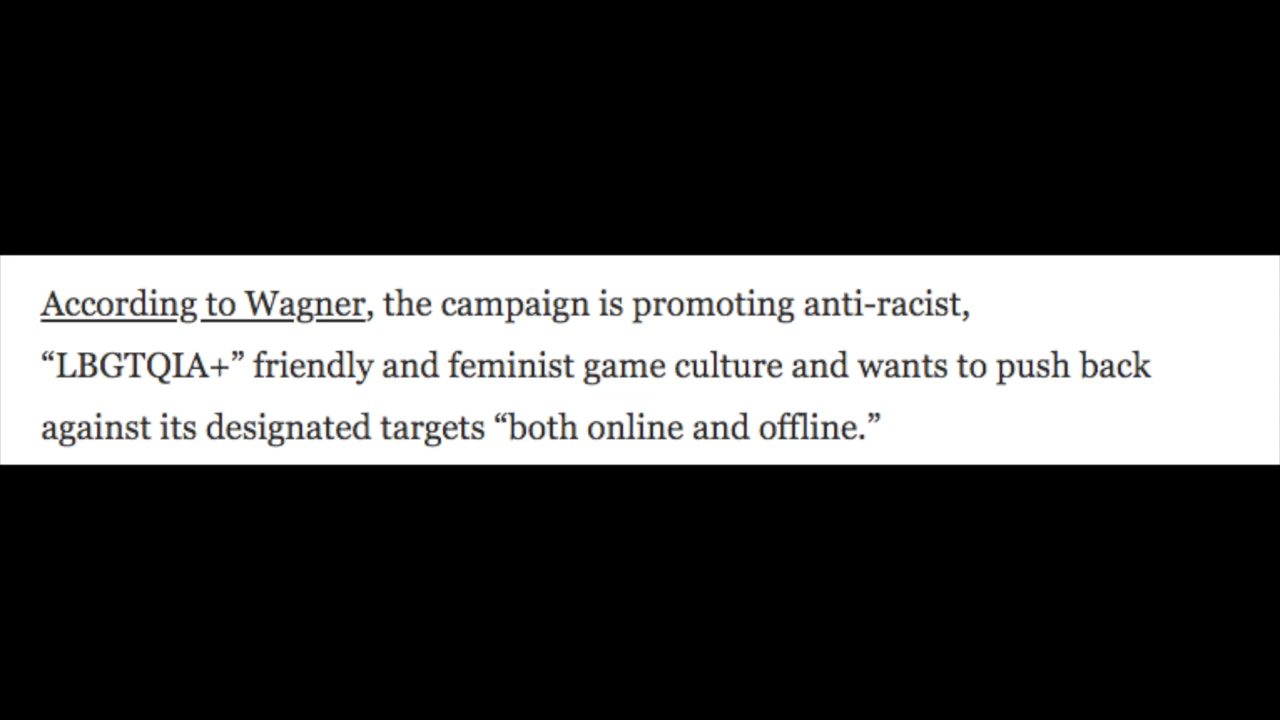 According to Wagner, the campaign is promoting anti-racist,
“LBGTQIA+” friendly and feminist game culture and wants to push back
against its designated targets “both online and offline.”